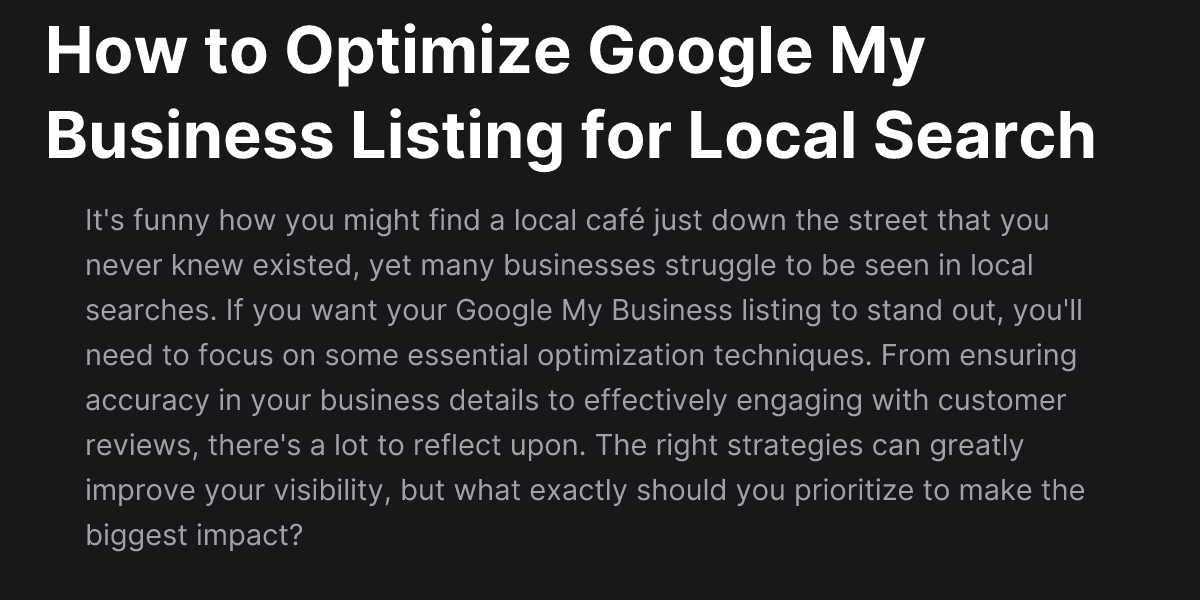 How to Optimize Google My
Business Listing for Local Search
It's funny how you might find a local café just down the street that you
never knew existed, yet many businesses struggle to be seen in local
searches. If you want your Google My Business listing to stand out, you'll
need to focus on some essential optimization techniques. From ensuring
accuracy in your business details to effectively engaging with customer
reviews, there's a lot to reflect upon. The right strategies can greatly
improve your visibility, but what exactly should you prioritize to make the
biggest impact?